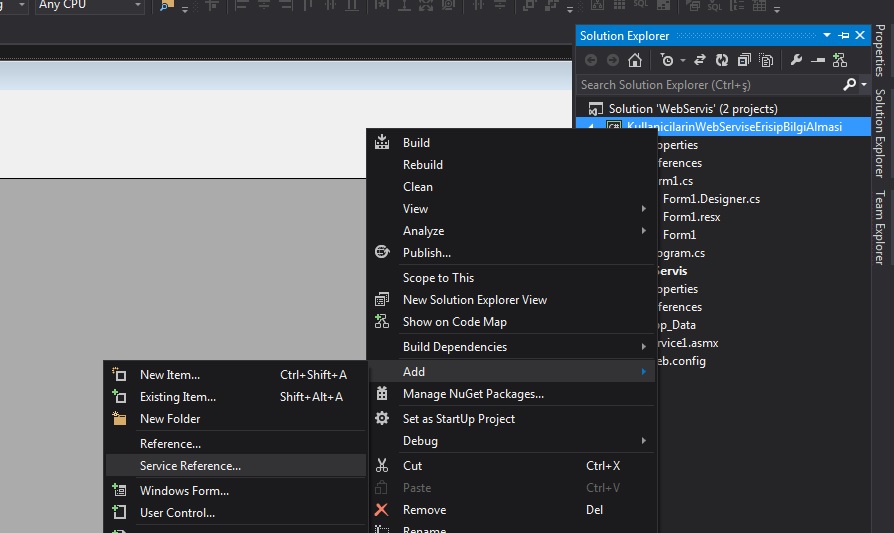 Any CPU
Solution Explorer
Search Solution Explorer (Ctrl+ş)
Solution 'WebServis' (2 projects)
KullanicilarinWebServiseErisipBilgiAlmasi
operties
ferences
orm1.cs
Form1.Designer.cs
Form1.resx
Form1
ogram.cs
Servis
operties
ferences
pp_Data
rvice1.asmx
eb.config
Properties
Solution Explorer
Team Explorer
Build
Rebuild
Clean
View
Analyze
Publish...
Scope to This
New Solution Explorer View
Show on Code Map
Build Dependencies
Add
Manage NuGet Packages...
Set as StartUp Project
Debug
Cut Ctrl+X
Paste Ctrl+V
Remove Del
Rename
New Item... Ctrl+Shift+A
Existing Item... Shift+Alt+A
New Folder
Reference...
Service Reference...
Windows Form...
User Control...